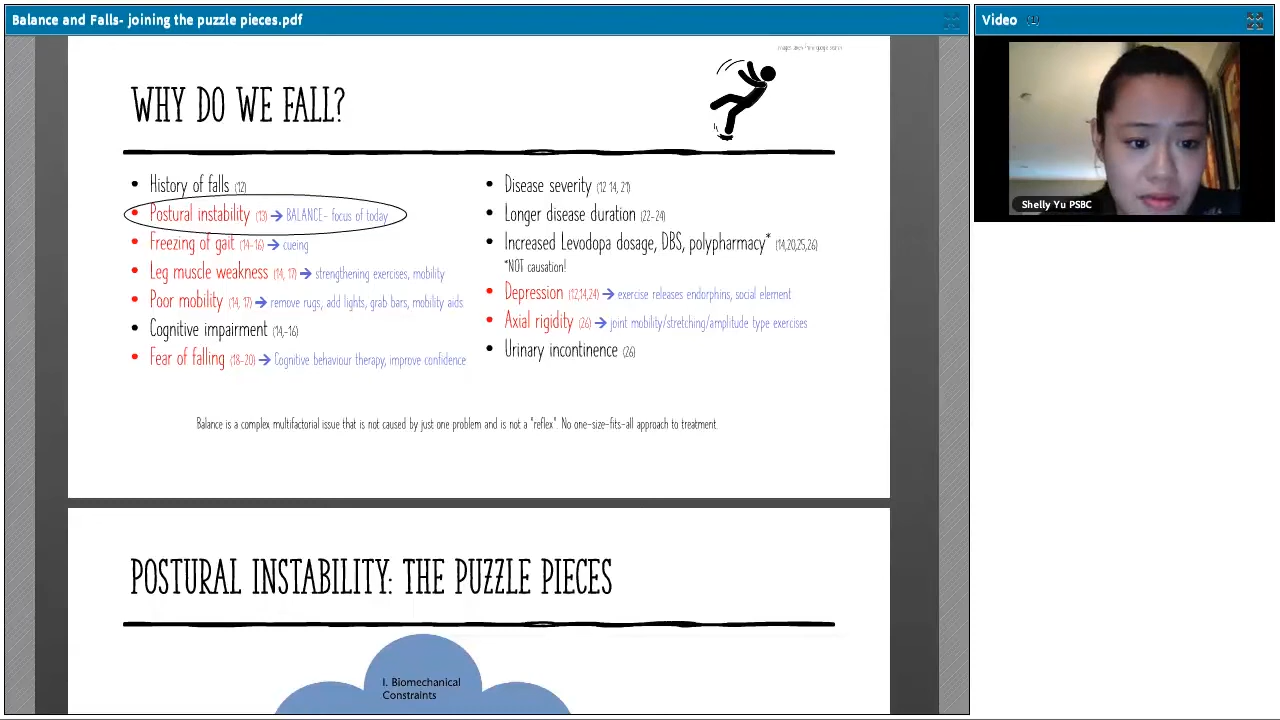 Balance and Falls- joining the puzzle pieces.pdf
Video (1)
Shelly Yu PSBC
images taken from google search
WHY DO WE FALL?
• History of falls (12)
• Postural instability (13) → BALANCE- focus of today
• Freezing of gait (14-16) → cueing
• Leg muscle weakness (14, 17) → strengthening exercises, mobility
• Poor mobility (14, 17) → remove rugs, add lights, grab bars, mobility aids
• Cognitive impairment (14,-16)
• Fear of falling (18-20) → Cognitive behaviour therapy, improve confidence
• Disease severity (12 14, 21)
• Longer disease duration (22-24)
• Increased Levodopa dosage, DBS, polypharmacy* (14,20,25,26)
*NOT causation!
• Depression (12,14,24) → exercise releases endorphins, social element
• Axial rigidity (26) → joint mobility/stretching/amplitude type exercises
• Urinary incontinence (26)
Balance is a complex multifactorial issue that is not caused by just one problem and is not a "reflex". No one-size-fits-all approach to treatment.
POSTURAL INSTABILITY: THE PUZZLE PIECES
I. Biomechanical
Constraints